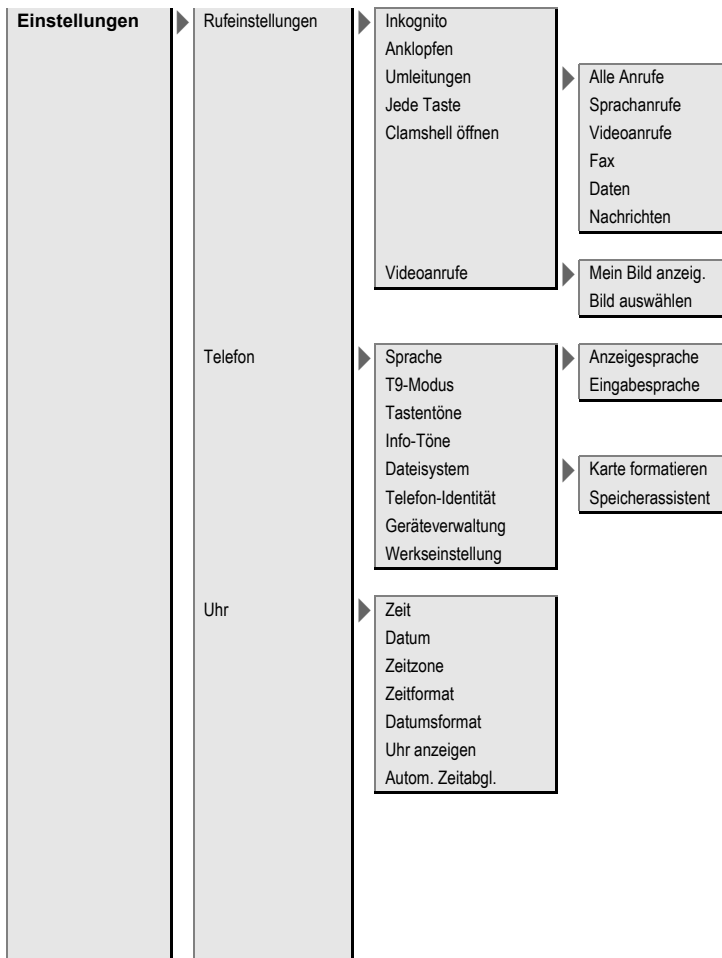 Einstellungen
Rufeinstellungen
Inkognito
Anklopfen
Umleitungen
Alle Anrufe
Sprachanrufe
Videoanrufe
Fax
Daten
Nachrichten
Jede Taste
Clamshell öffnen
Videoanrufe
Mein Bild anzeig.
Bild auswählen
Telefon
Sprache
Anzeigesprache
Eingabesprache
T9-Modus
Tastentöne
Info-Töne
Dateisystem
Karte formatieren
Speicherassistent
Telefon-Identität
Geräteverwaltung
Werkseinstellung
Uhr
Zeit
Datum
Zeitzone
Zeitformat
Datumsformat
Uhr anzeigen
Autom. Zeitabgl.